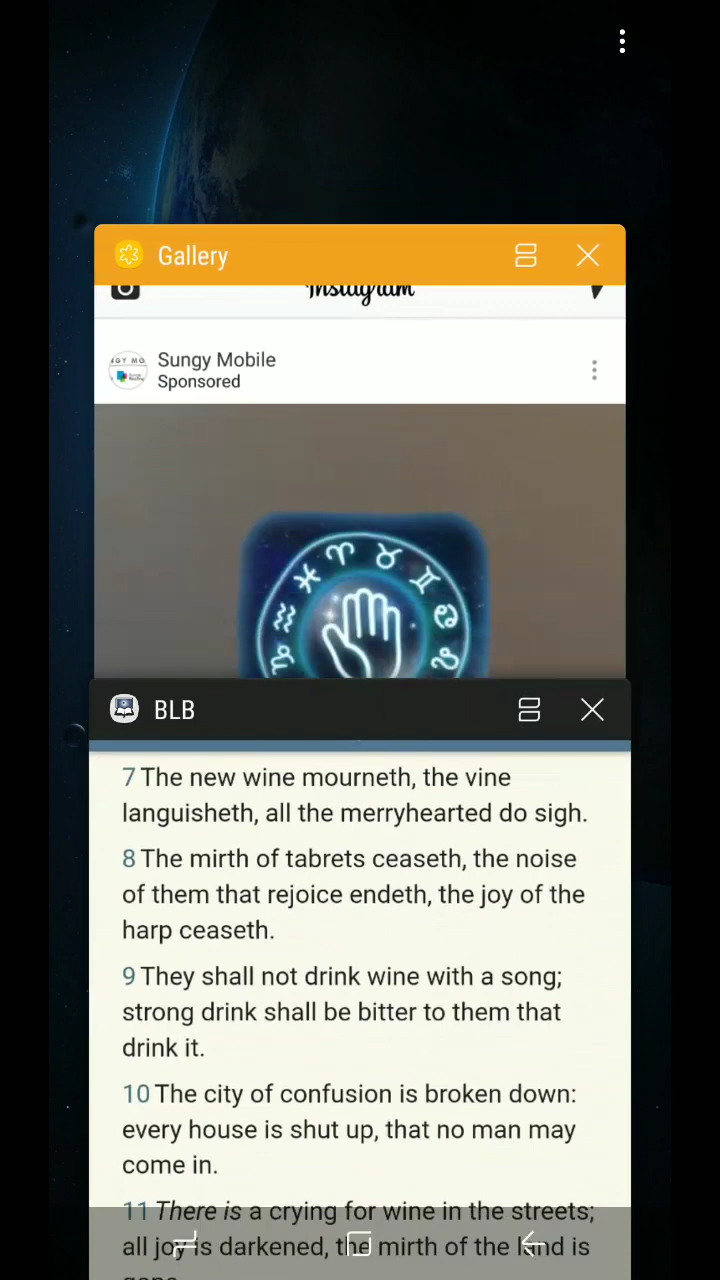 Gallery
Instagram
Sungy Mobile
Sponsored
BLB
7 The new wine mourneth, the vine
languisheth, all the merryhearted do sigh.
8 The mirth of tabrets ceaseth, the noise
of them that rejoice endeth, the joy of the
harp ceaseth.
9 They shall not drink wine with a song;
strong drink shall be bitter to them that
drink it.
10 The city of confusion is broken down:
every house is shut up, that no man may
come in.
11 There is a crying for wine in the streets;
all joy is darkened, the mirth of the land is